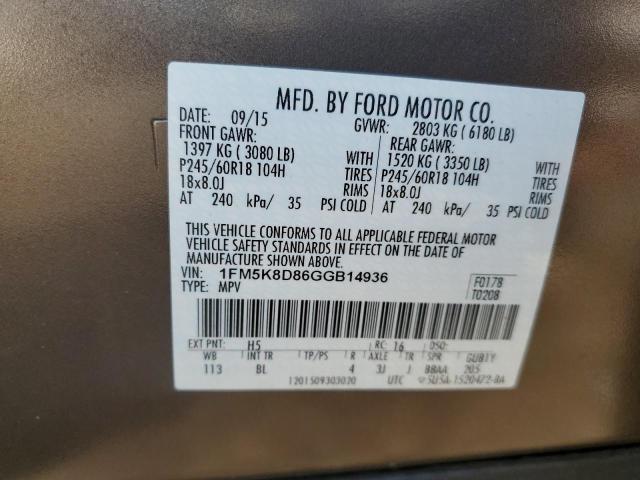 MFD. BY FORD MOTOR CO.
DATE: 09/15 GVWR: 2803 KG ( 6180 LB)
FRONT GAWR: REAR GAWR:
1397 KG ( 3080 LB) WITH 1520 KG ( 3350 LB) WITH
P245/60R18 104H TIRES P245/60R18 104H TIRES
18x8.0J RIMS 18x8.0J RIMS
AT 240 kPa/ 35 PSI COLD AT 240 kPa/ 35 PSI COLD
THIS VEHICLE CONFORMS TO ALL APPLICABLE FEDERAL MOTOR
VEHICLE SAFETY STANDARDS IN EFFECT ON THE DATE OF
MANUFACTURE SHOWN ABOVE.
VIN: 1FM5K8D86GGB14936 F0178
TYPE: MPV T0208
EXT PNT: H5 RC: 16 DSO:
WB INT TR TP/PS R AXLE TR SPR GUB1Y
113 BL 4 3J J BBAA 205
1201509303020 UTC